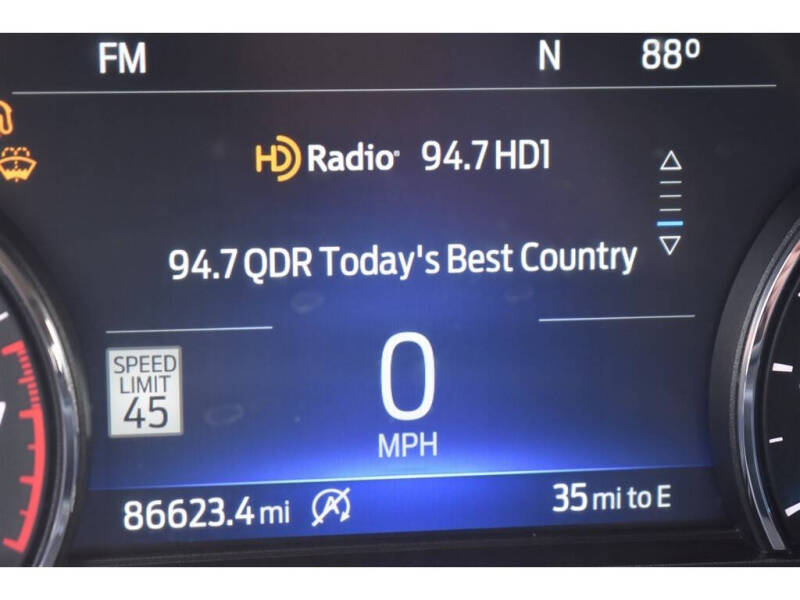 FM N 88°
HD Radio® 94.7 HD1
94.7 QDR Today's Best Country
SPEED
LIMIT
45
0
MPH
86623.4 mi A 35 mi to E